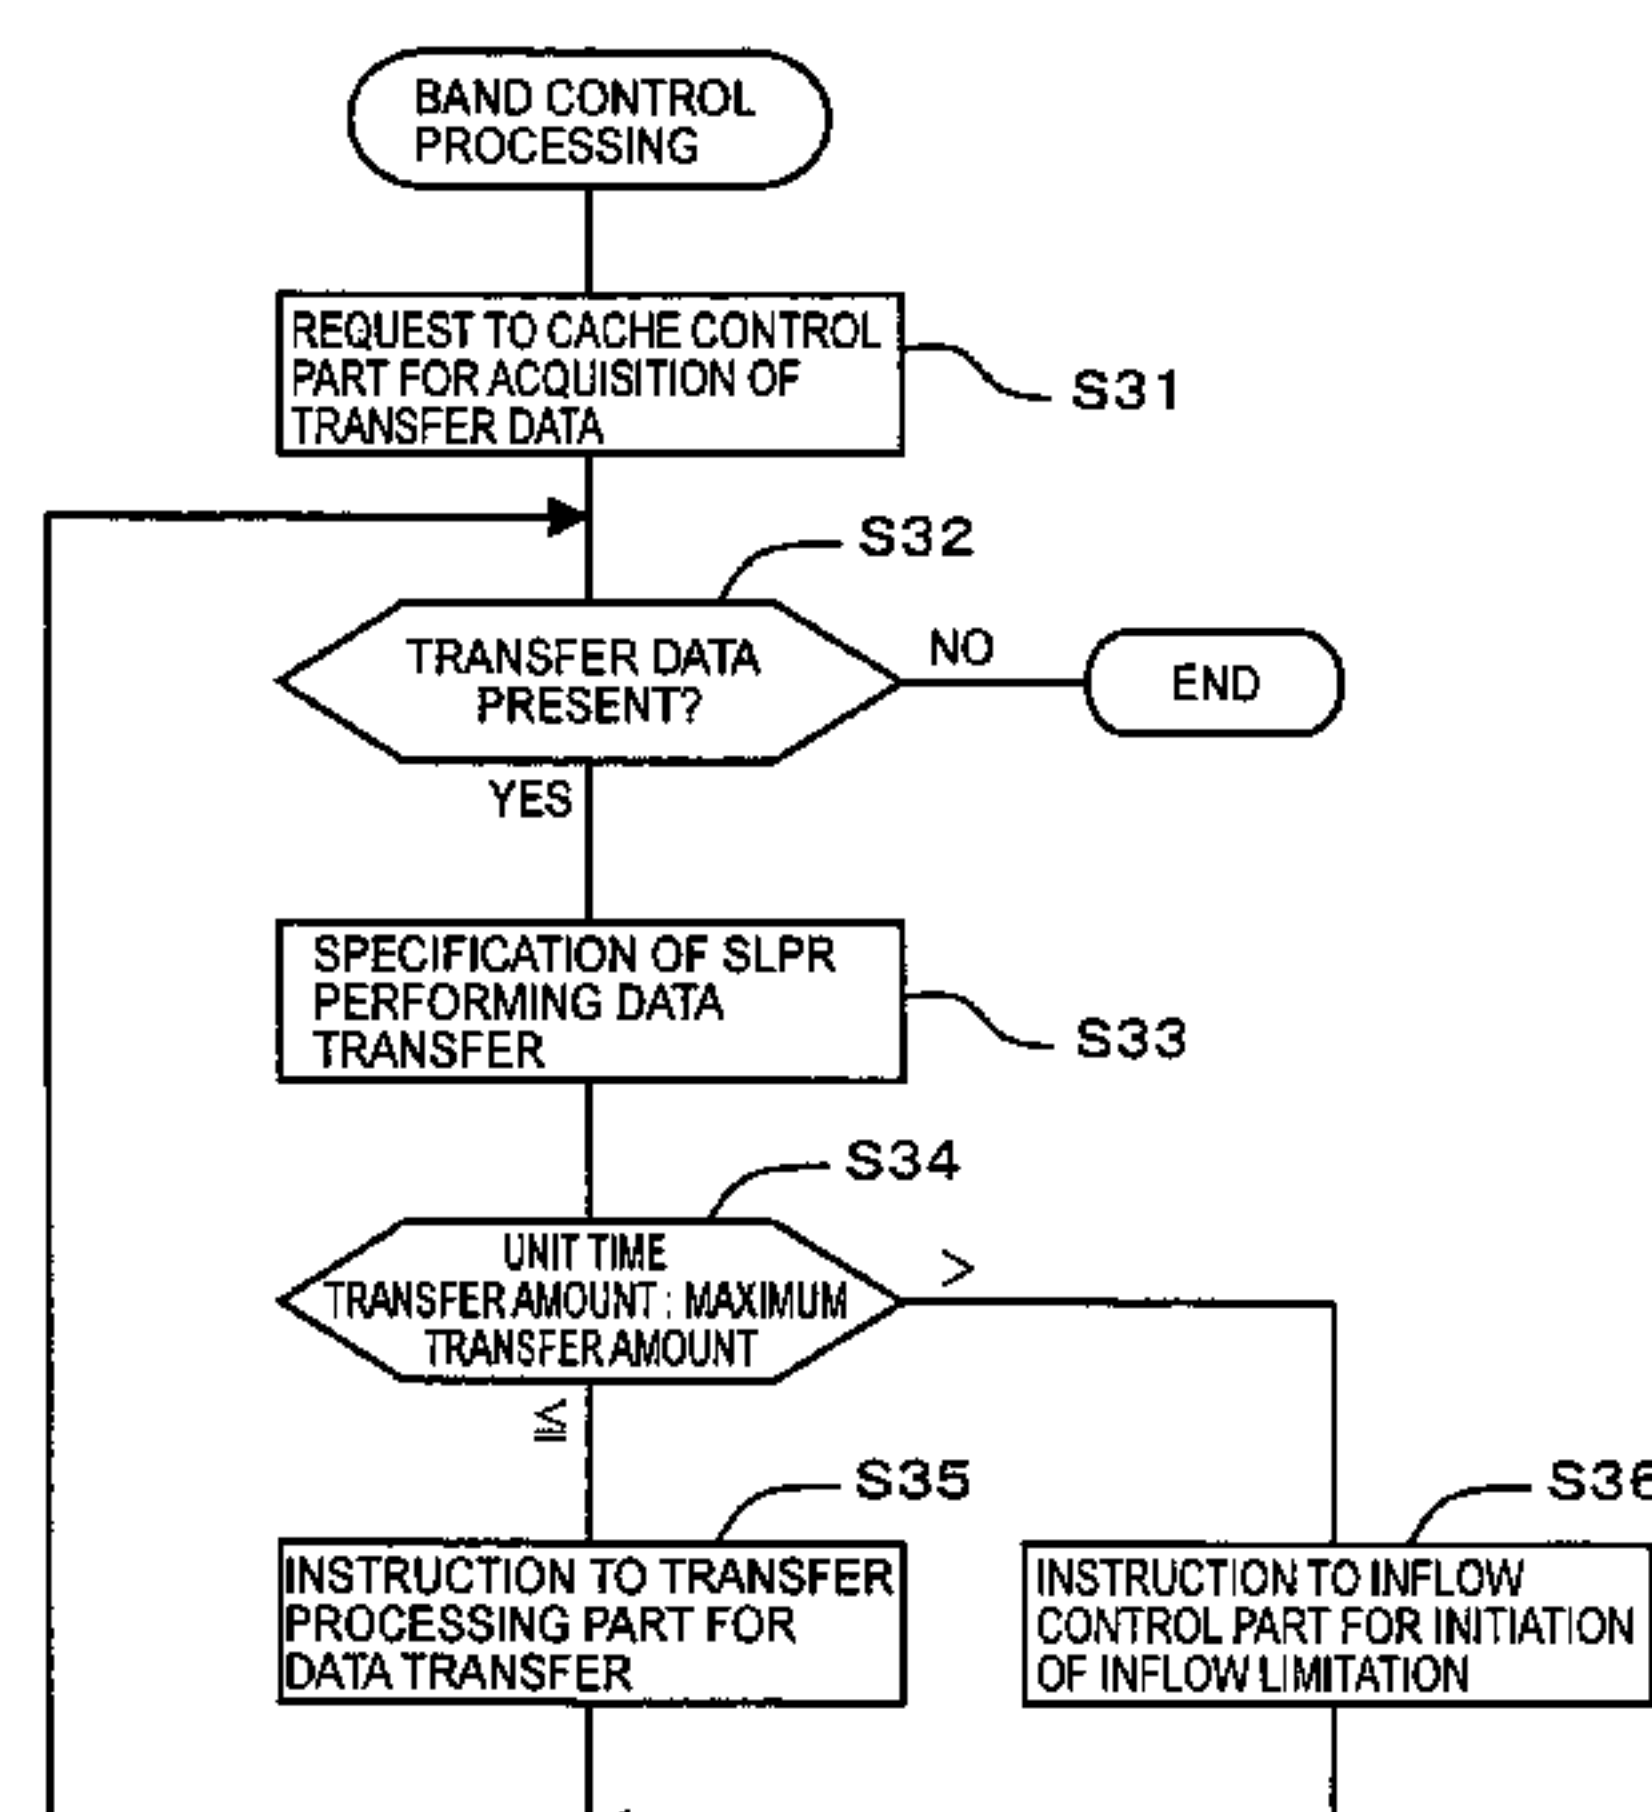 BAND CONTROL
PROCESSING
REQUEST TO CACHE CONTROL
PART FOR ACQUISITION OF
TRANSFER DATA
S31
S32
TRANSFER DATA
PRESENT?
NO
END
YES
SPECIFICATION OF SLPR
PERFORMING DATA
TRANSFER
S33
S34
UNIT TIME
TRANSFER AMOUNT : MAXIMUM
TRANSFER AMOUNT
>
≦
S35
INSTRUCTION TO TRANSFER
PROCESSING PART FOR
DATA TRANSFER
S36
INSTRUCTION TO INFLOW
CONTROL PART FOR INITIATION
OF INFLOW LIMITATION